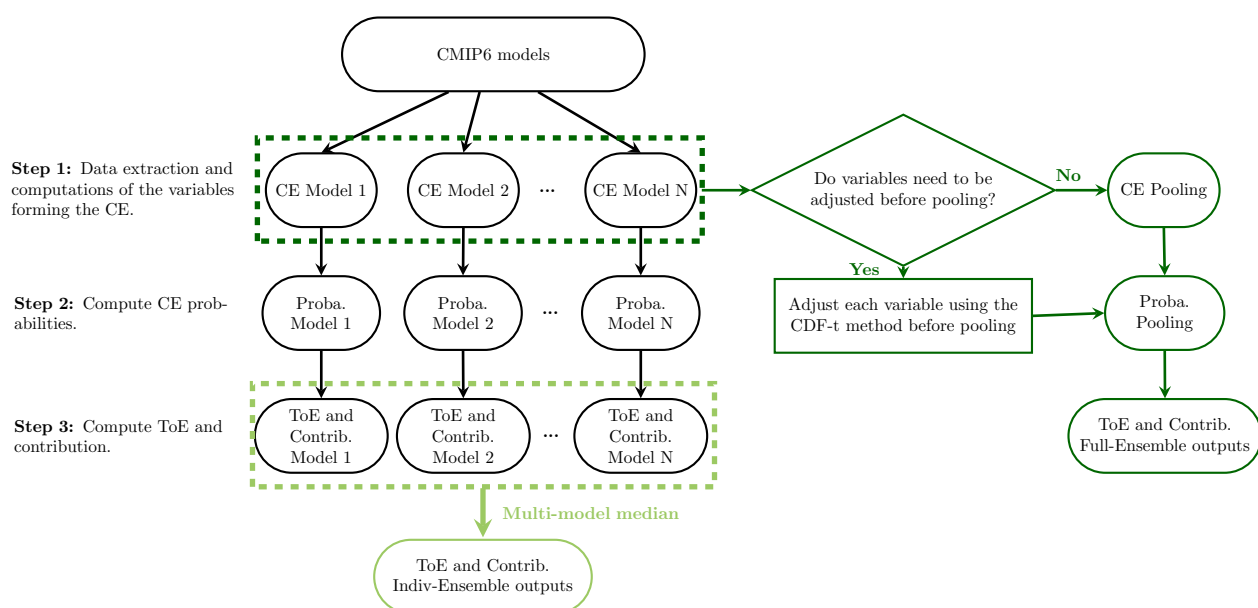 CMIP6 models
Step 1: Data extraction and
computations of the variables
forming the CE.
CE Model 1
CE Model 2
...
CE Model N
Do variables need to be
adjusted before pooling?
No
CE Pooling
Yes
Step 2: Compute CE prob-
abilities.
Proba.
Model 1
Proba.
Model 2
...
Proba.
Model N
Adjust each variable using the
CDF-t method before pooling
Proba.
Pooling
Step 3: Compute ToE and
contribution.
ToE and
Contrib.
Model 1
ToE and
Contrib.
Model 2
...
ToE and
Contrib.
Model N
ToE and Contrib.
Full-Ensemble outputs
Multi-model median
ToE and Contrib.
Indiv-Ensemble outputs